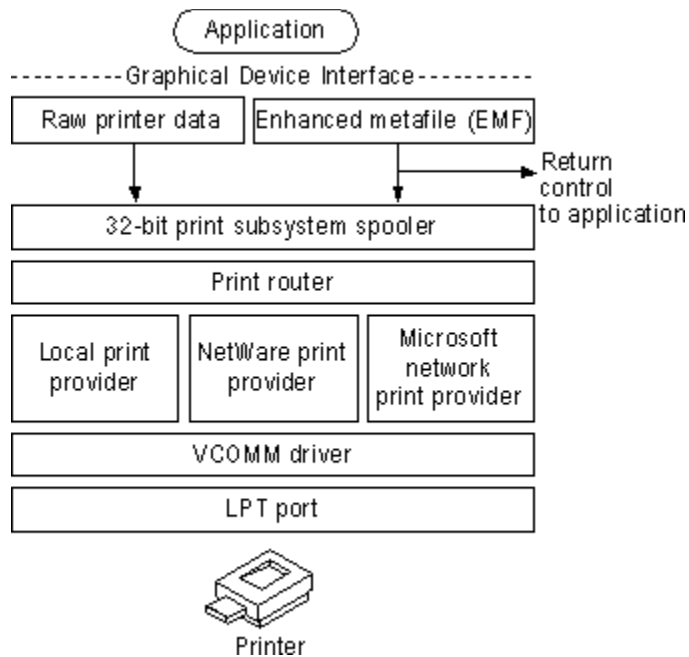 Application
Graphical Device Interface
Raw printer data
Enhanced metafile (EMF)
Return
control
to application
32-bit print subsystem spooler
Print router
Local print
provider
NetWare print
provider
Microsoft
network
print provider
VCOMM driver
LPT port
Printer